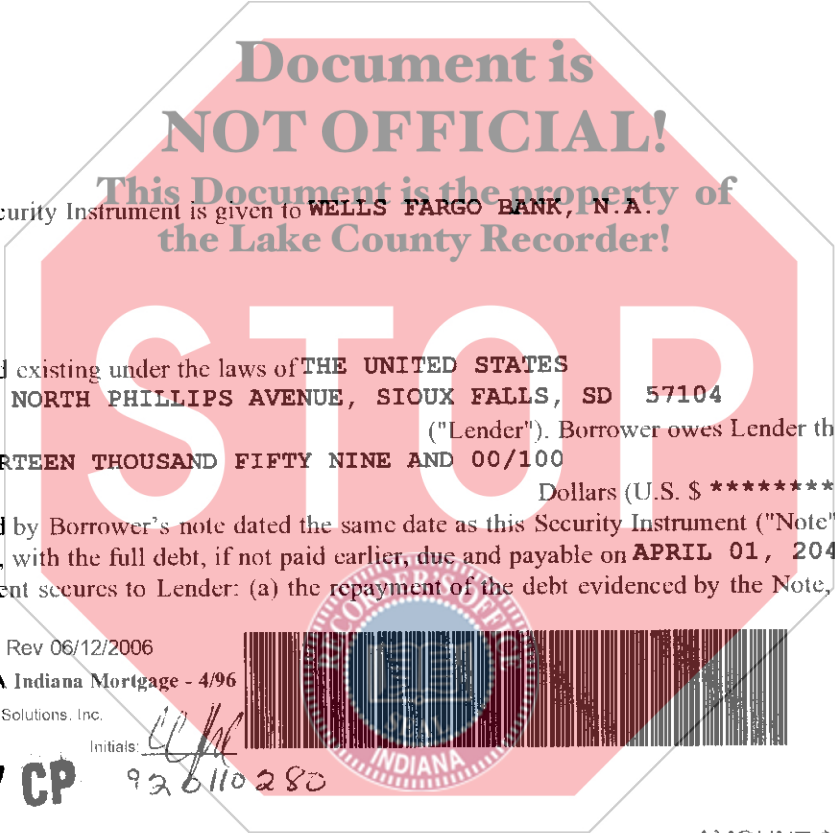 Document is
NOT OFFICIAL!
This Document is the property of
the Lake County Recorder!
curity Instrument is given to WELLS FARGO BANK, N.A.
STOP
d existing under the laws of THE UNITED STATES
NORTH PHILLIPS AVENUE, SIOUX FALLS, SD 57104
("Lender"). Borrower owes Lender th
RTEEN THOUSAND FIFTY NINE AND 00/100
Dollars (U.S. $ *********
d by Borrower's note dated the same date as this Security Instrument ("Note"
, with the full debt, if not paid earlier, due and payable on APRIL 01, 204
ent secures to Lender: (a) the repayment of the debt evidenced by the Note,
Rev 06/12/2006
A Indiana Mortgage - 4/96
Solutions, Inc.
Initials:
CP 926110280
RECORDER'S OFFICE
SEAL
INDIANA